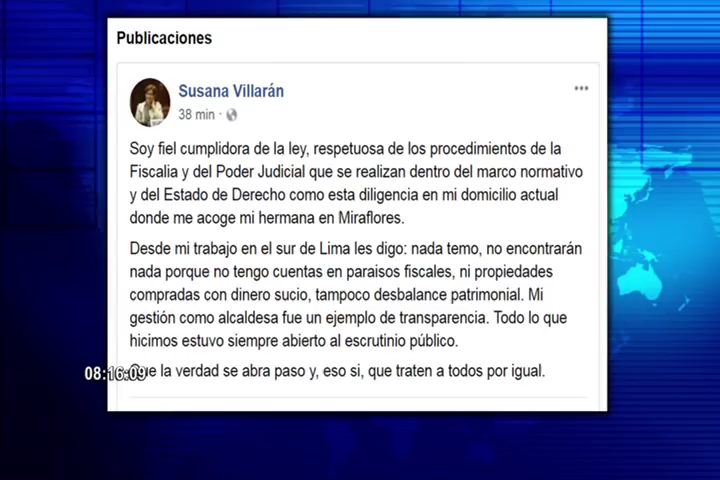 Publicaciones
Susana Villarán
38 min ·
Soy fiel cumplidora de la ley, respetuosa de los procedimientos de la
Fiscalia y del Poder Judicial que se realizan dentro del marco normativo
y del Estado de Derecho como esta diligencia en mi domicilio actual
donde me acoge mi hermana en Miraflores.
Desde mi trabajo en el sur de Lima les digo: nada temo, no encontrarán
nada porque no tengo cuentas en paraisos fiscales, ni propiedades
compradas con dinero sucio, tampoco desbalance patrimonial. Mi
gestión como alcaldesa fue un ejemplo de transparencia. Todo lo que
hicimos estuvo siempre abierto al escrutinio público.
08:16:09
Que la verdad se abra paso y, eso si, que traten a todos por igual.